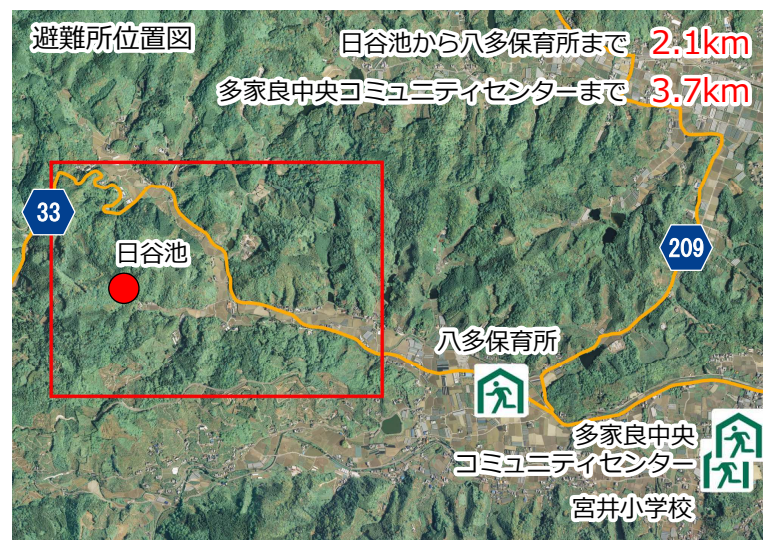 避難所位置図
日谷池から八多保育所まで 2.1km
多家良中央コミュニティセンターまで 3.7km
33
日谷池
209
八多保育所
多家良中央
コミュニティセンター
宮井小学校